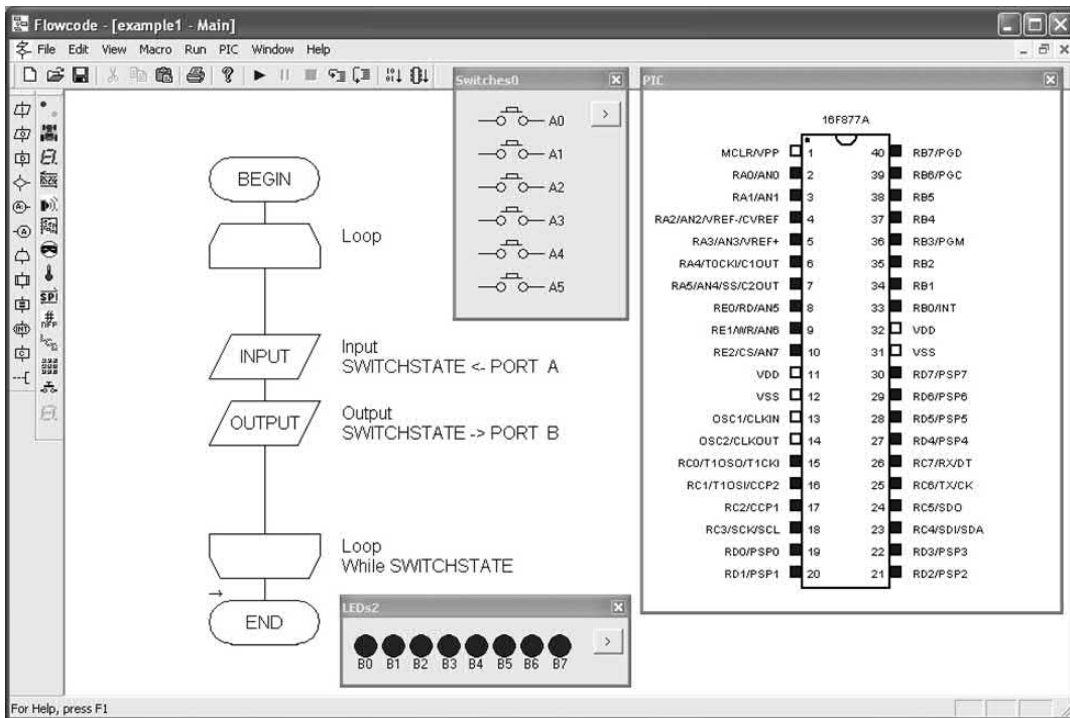 Flowcode - [example1 - Main]
File Edit View Macro Run PIC Window Help
Switches0
A0
A1
A2
A3
A4
A5
PIC
16F877A
MCLR/VPP 1 40 RB7/PGD
RA0/AN0 2 39 RB6/PGC
RA1/AN1 3 38 RB5
RA2/AN2/VREF-/CVREF 4 37 RB4
RA3/AN3/VREF+ 5 36 RB3/PGM
RA4/T0CKI/C1OUT 6 35 RB2
RA5/AN4/SS/C2OUT 7 34 RB1
RE0/RD/AN5 8 33 RB0/INT
RE1/WR/AN6 9 32 VDD
RE2/CS/AN7 10 31 VSS
VDD 11 30 RD7/PSP7
VSS 12 29 RD6/PSP6
OSC1/CLKIN 13 28 RD5/PSP5
OSC2/CLKOUT 14 27 RD4/PSP4
RC0/T1OSO/T1CKI 15 26 RC7/RX/DT
RC1/T1OSI/CCP2 16 25 RC6/TX/CK
RC2/CCP1 17 24 RC5/SDO
RC3/SCK/SCL 18 23 RC4/SDI/SDA
RD0/PSP0 19 22 RD3/PSP3
RD1/PSP1 20 21 RD2/PSP2
BEGIN
Loop
INPUT
Input
SWITCHSTATE <- PORT A
OUTPUT
Output
SWITCHSTATE -> PORT B
Loop
While SWITCHSTATE
END
LEDs2
B0 B1 B2 B3 B4 B5 B6 B7
For Help, press F1